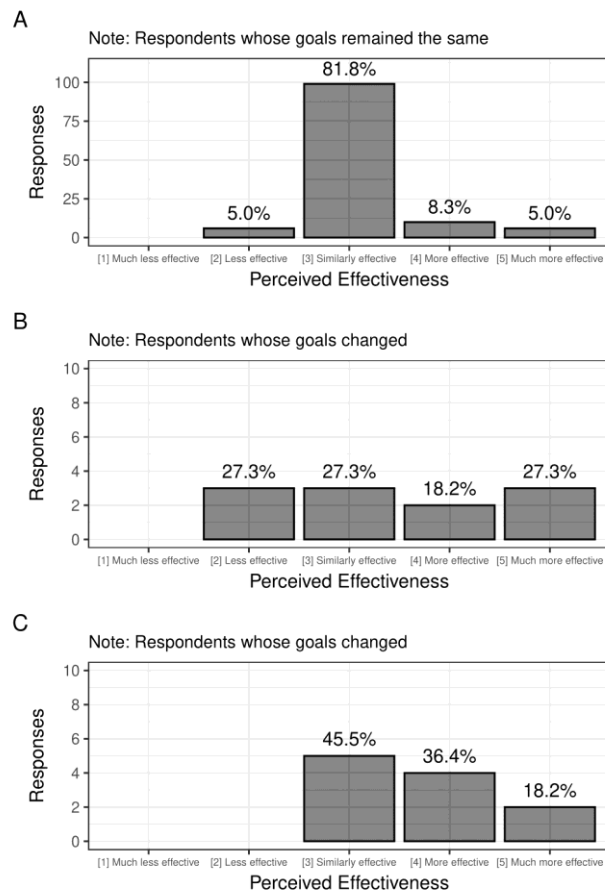 A
Note: Respondents whose goals remained the same
Responses
100
75
50
25
0
81.8%
5.0%
8.3%
5.0%
[1] Much less effective [2] Less effective [3] Similarly effective [4] More effective [5] Much more effective
Perceived Effectiveness
B
Note: Respondents whose goals changed
Responses
10
8
6
4
2
0
27.3% 27.3% 18.2% 27.3%
[1] Much less effective [2] Less effective [3] Similarly effective [4] More effective [5] Much more effective
Perceived Effectiveness
C
Note: Respondents whose goals changed
Responses
10
8
6
4
2
0
45.5% 36.4% 18.2%
[1] Much less effective [2] Less effective [3] Similarly effective [4] More effective [5] Much more effective
Perceived Effectiveness